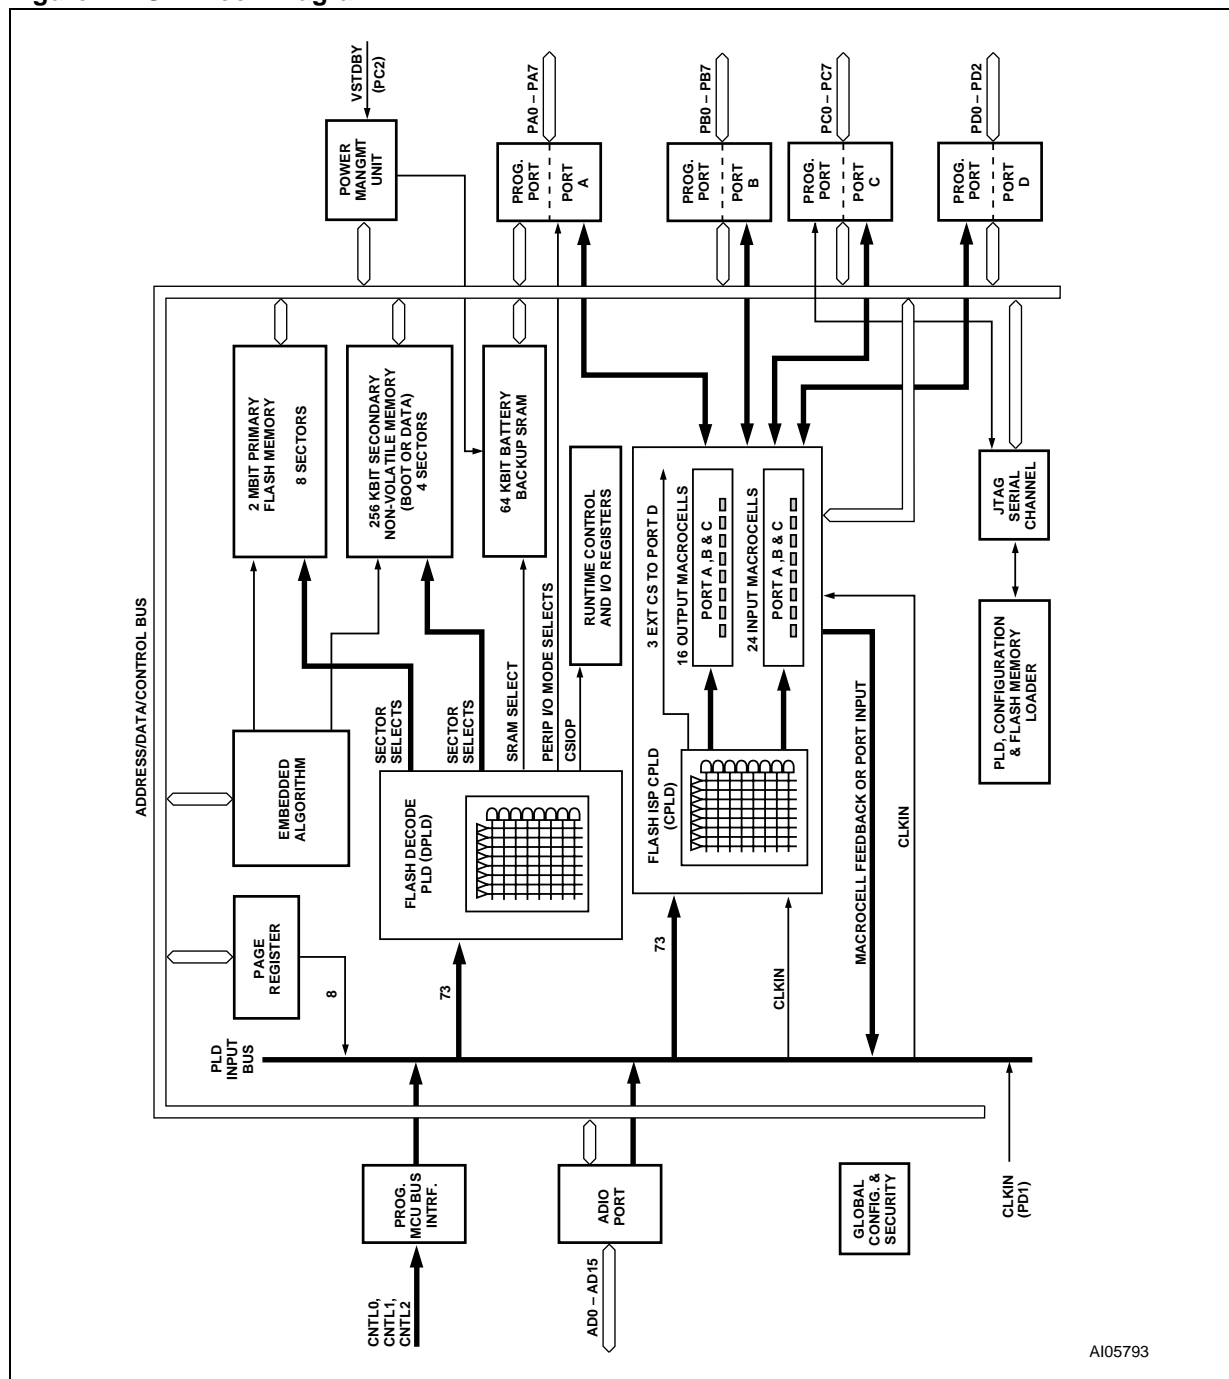 VSTDBY
(PC2)
PA0 – PA7
PB0 – PB7
PC0 – PC7
PD0 – PD2
POWER
MANGMT
UNIT
PROG.
PORT
PORT
A
PROG.
PORT
PORT
B
PROG.
PORT
PORT
C
PROG.
PORT
PORT
D
ADDRESS/DATA/CONTROL BUS
2 MBIT PRIMARY
FLASH MEMORY
8 SECTORS
256 KBIT SECONDARY
NON-VOLATILE MEMORY
(BOOT OR DATA)
4 SECTORS
64 KBIT BATTERY
BACKUP SRAM
RUNTIME CONTROL
AND I/O REGISTERS
3 EXT CS TO PORT D
16 OUTPUT MACROCELLS
PORT A ,B & C
24 INPUT MACROCELLS
PORT A ,B & C
JTAG
SERIAL
CHANNEL
PLD, CONFIGURATION
& FLASH MEMORY
LOADER
EMBEDDED
ALGORITHM
SECTOR
SELECTS
SECTOR
SELECTS
SRAM SELECT
PERIP I/O MODE SELECTS
CSIOP
FLASH DECODE
PLD (DPLD)
FLASH ISP CPLD
(CPLD)
MACROCELL FEEDBACK OR PORT INPUT
CLKIN
PAGE
REGISTER
8
73
73
CLKIN
PLD
INPUT
BUS
PROG.
MCU BUS
INTRF.
ADIO
PORT
GLOBAL
CONFIG. &
SECURITY
CLKIN
(PD1)
CNTL0,
CNTL1,
CNTL2
AD0 – AD15
AI05793